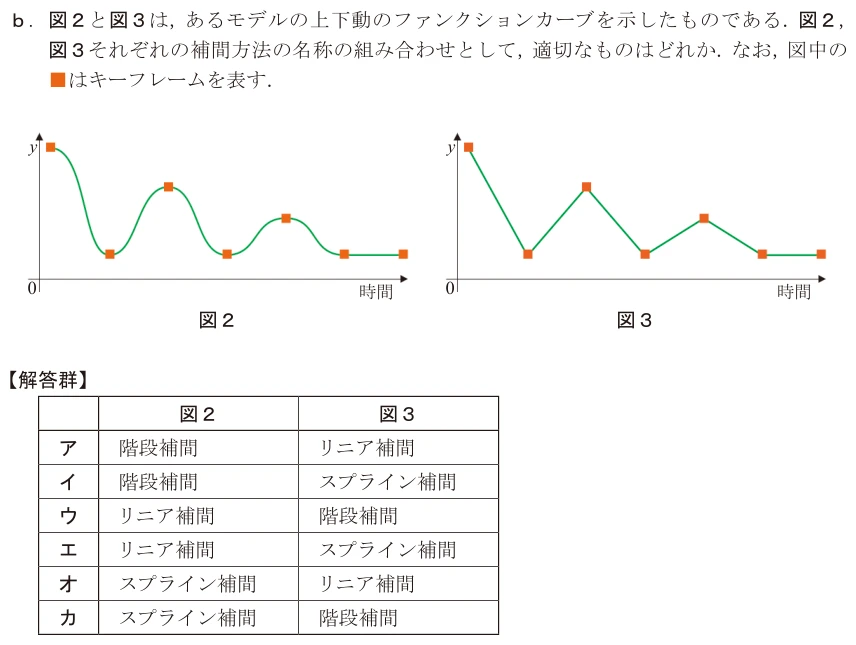 b．図2と図3は，あるモデルの上下動のファンクションカーブを示したものである．図2，
図3それぞれの補間方法の名称の組み合わせとして，適切なものはどれか．なお，図中の
■はキーフレームを表す．
y
0
時間
図2
y
0
時間
図3
【解答群】
図2 図3
ア 階段補間 リニア補間
イ 階段補間 スプライン補間
ウ リニア補間 階段補間
エ リニア補間 スプライン補間
オ スプライン補間 リニア補間
カ スプライン補間 階段補間